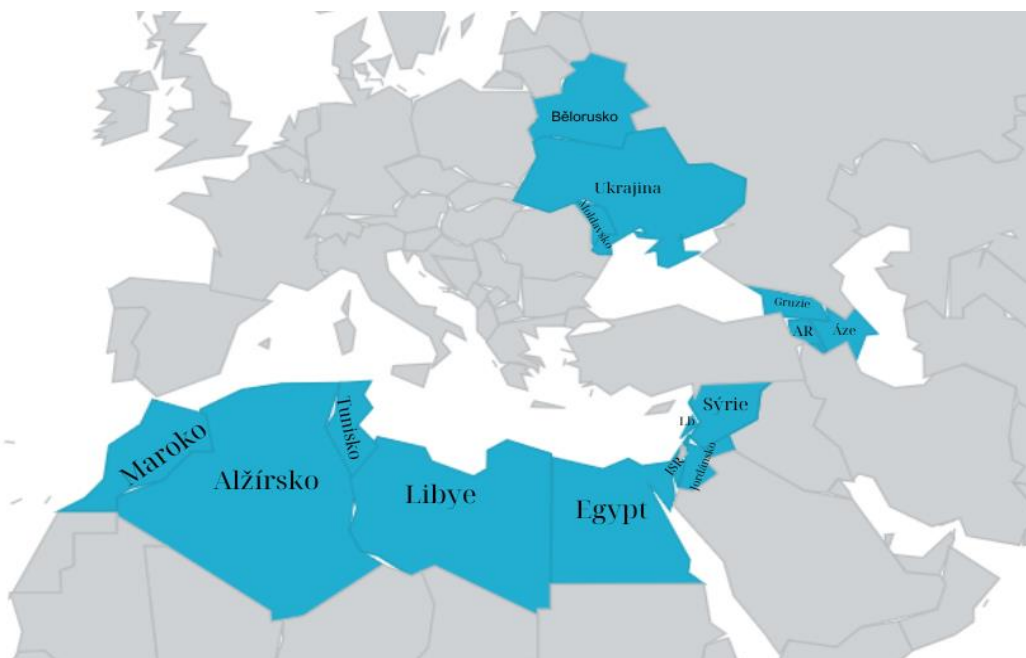 Bělorusko
Ukrajina
Moldavsko
Gruzie
AR
Áze
Sýrie
Lb
ISR
Jordánsko
Maroko
Alžírsko
Tunisko
Libye
Egypt